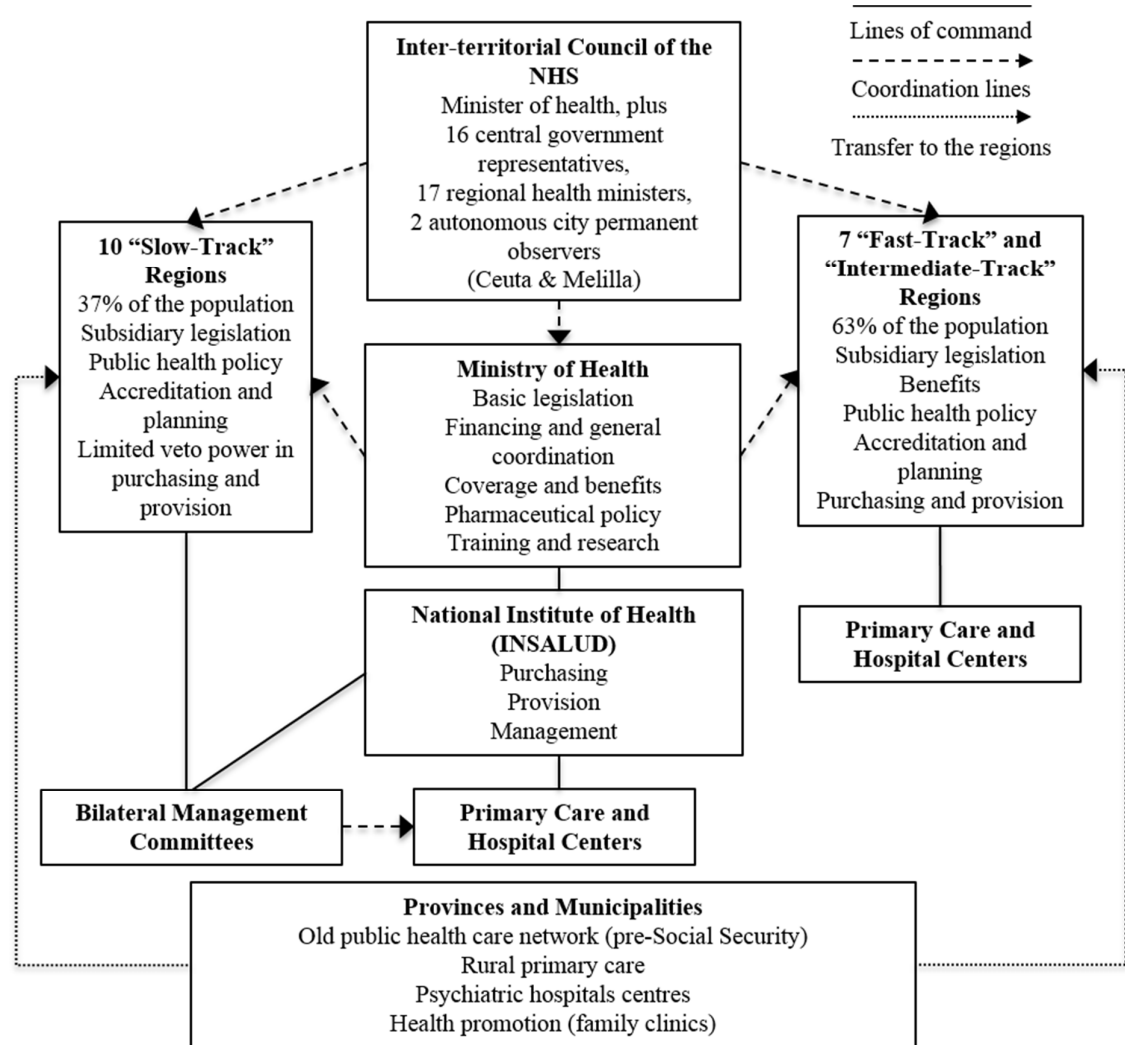 Inter-territorial Council of the
NHS
Minister of health, plus
16 central government
representatives,
17 regional health ministers,
2 autonomous city permanent
observers
(Ceuta & Melilla)
Lines of command
Coordination lines
Transfer to the regions
10 “Slow-Track”
Regions
37% of the population
Subsidiary legislation
Public health policy
Accreditation and
planning
Limited veto power in
purchasing and
provision
Ministry of Health
Basic legislation
Financing and general
coordination
Coverage and benefits
Pharmaceutical policy
Training and research
7 “Fast-Track” and
“Intermediate-Track”
Regions
63% of the population
Subsidiary legislation
Benefits
Public health policy
Accreditation and
planning
Purchasing and provision
National Institute of Health
(INSALUD)
Purchasing
Provision
Management
Primary Care and
Hospital Centers
Bilateral Management
Committees
Primary Care and
Hospital Centers
Provinces and Municipalities
Old public health care network (pre-Social Security)
Rural primary care
Psychiatric hospitals centres
Health promotion (family clinics)